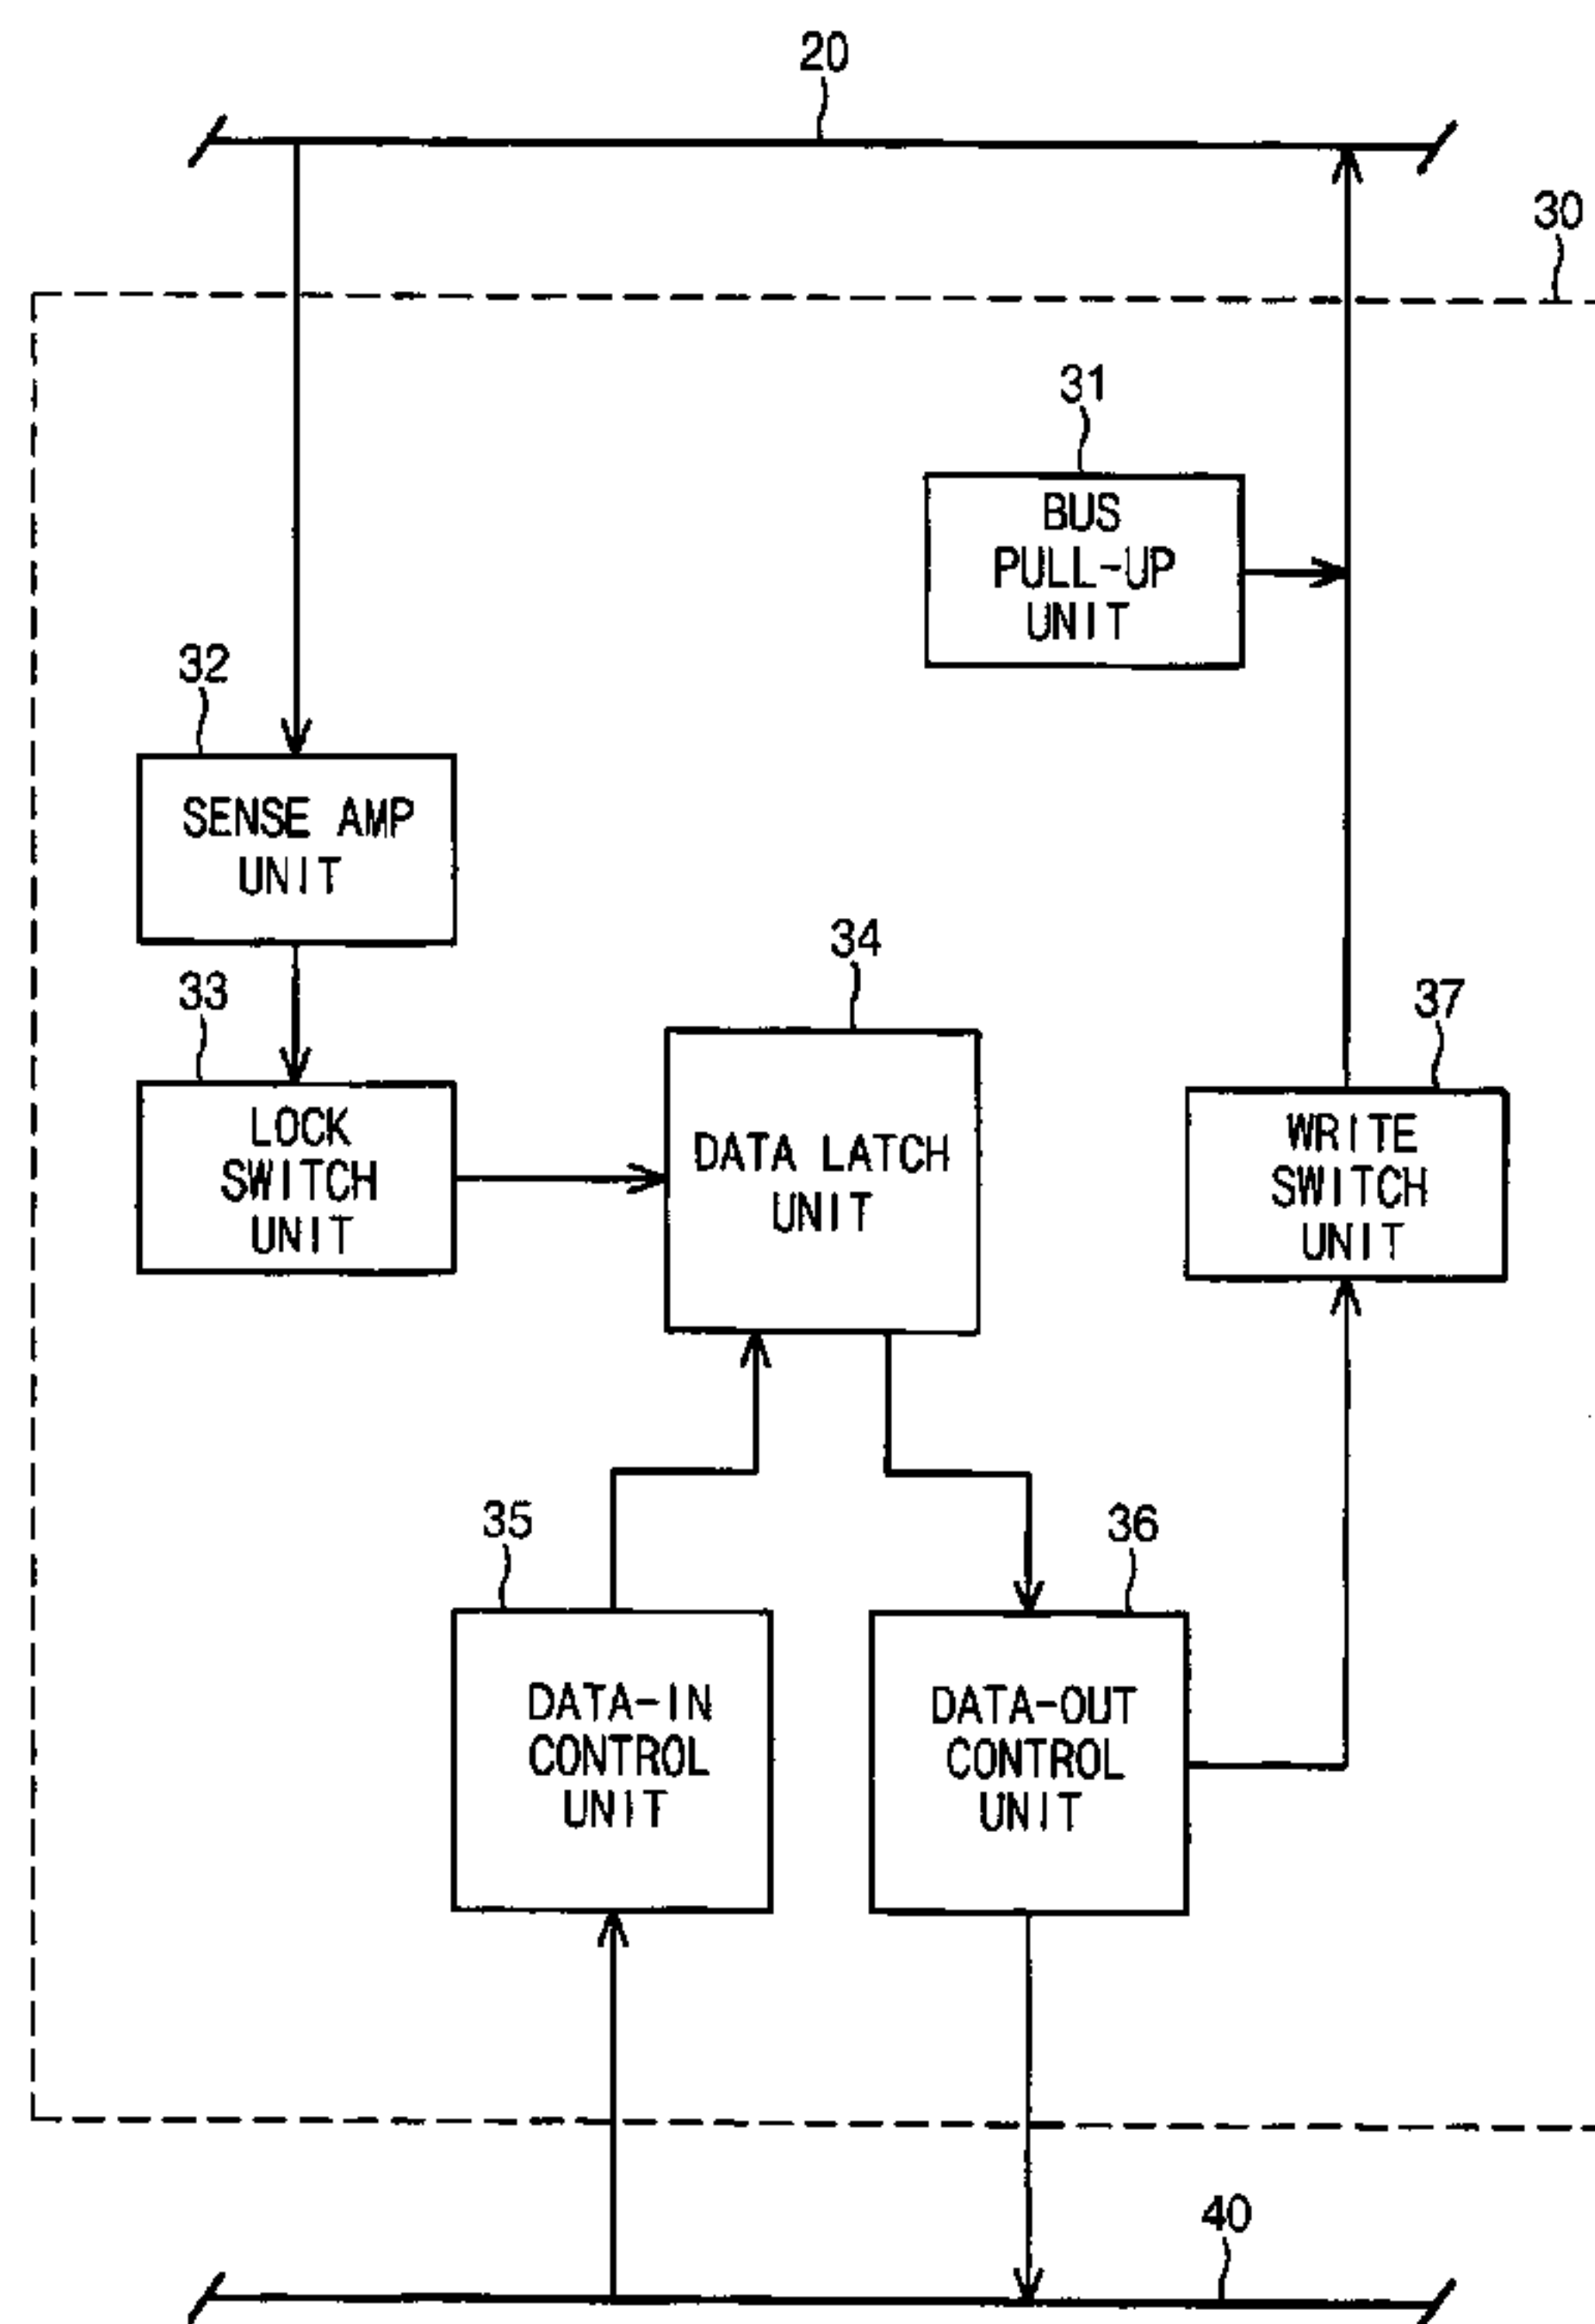 20
30
31
BUS
PULL-UP
UNIT
32
SENSE AMP
UNIT
33
LOCK
SWITCH
UNIT
34
DATA LATCH
UNIT
37
WRITE
SWITCH
UNIT
35
DATA-IN
CONTROL
UNIT
36
DATA-OUT
CONTROL
UNIT
40